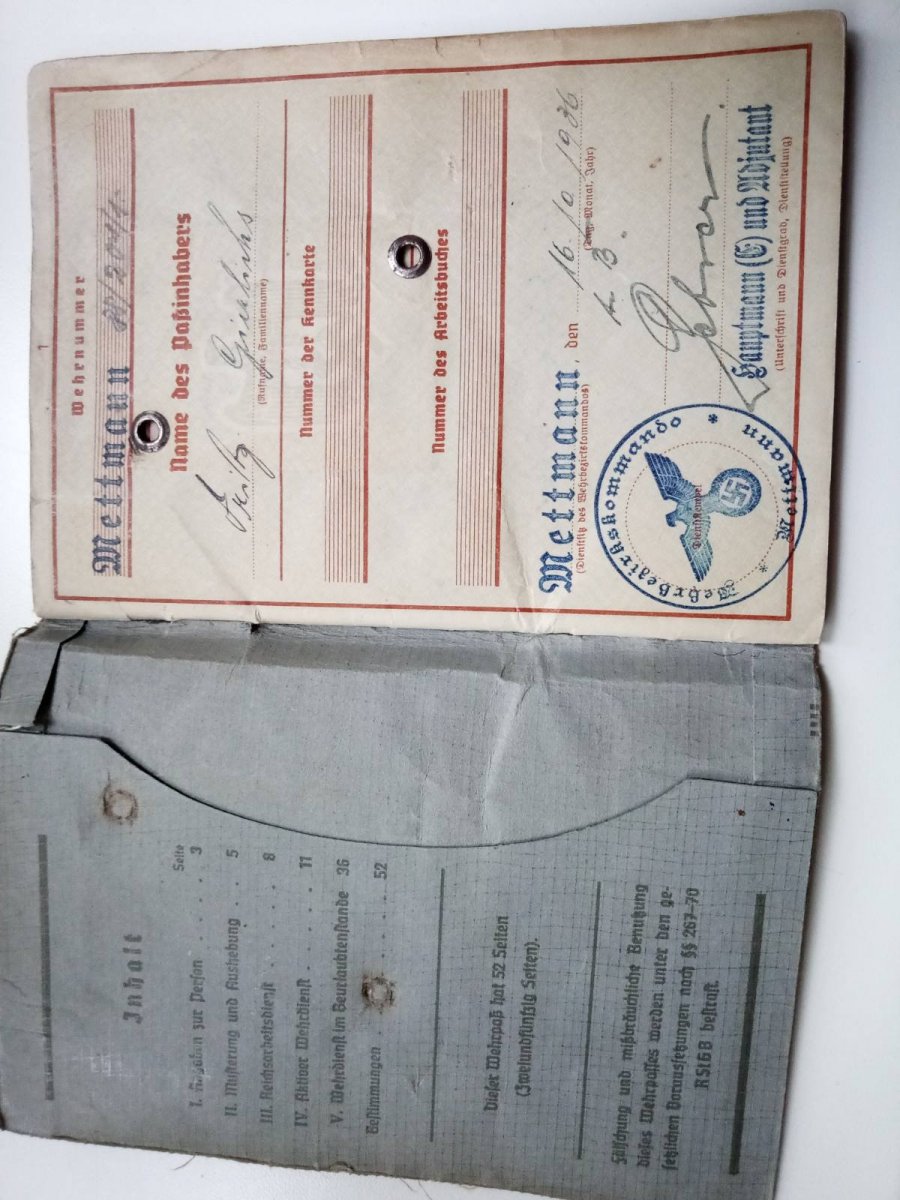 Inhalt
Seite
I. Angaben zur Person . . . . . 3
II. Musterung und Aushebung . . 5
III. Reichsarbeitsdienst . . . . . 8
IV. Aktiver Wehrdienst . . . . . 11
V. Wehrdienst im Beurlaubtenstande 36
Bestimmungen . . . . . 52
Dieser Wehrpaß hat 52 Seiten
(Zweiundfünfzig Seiten).
Fälschung und mißbräuchliche Benutzung
dieses Wehrpasses werden unter den ge-
setzlichen Voraussetzungen nach §§ 267–70
RStGB bestraft
1
Wehrnummer
Mettmann
Name des Paßinhabers
Fritz
(Rufname, Familienname)
Nummer der Kennkarte
Nummer des Arbeitsbuches
Mettmann, den 16/10/1936
(Dienstsitz des Wehrbezirkskommandos) (Tag, Monat, Jahr)
Wehrbezirkskommando
* Mettmann *
Dienststempel
Hauptmann (E) und Adjutant
(Unterschrift und Dienstgrad, Dienststellung)